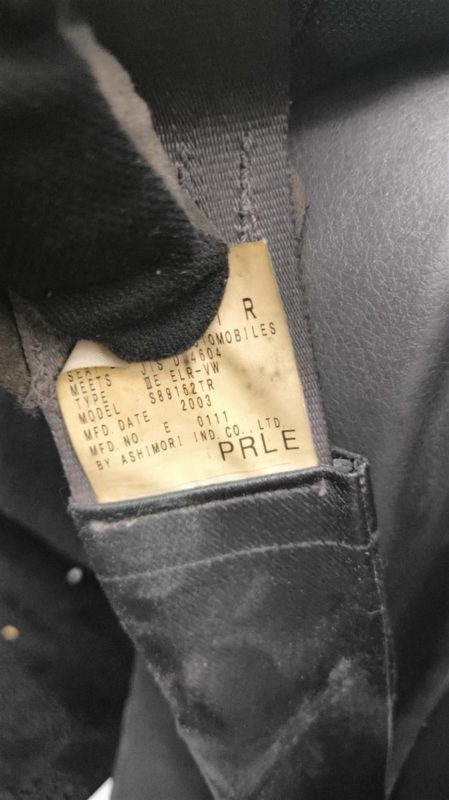 R
MOBILES
MEETS JIS D 4604
TYPE ⅢE ELR-VW
MODEL S89162TR
MFD.DATE 2003
MFD.NO. E 0111
BY ASHIMORI IND.CO.,LTD.
PRLE